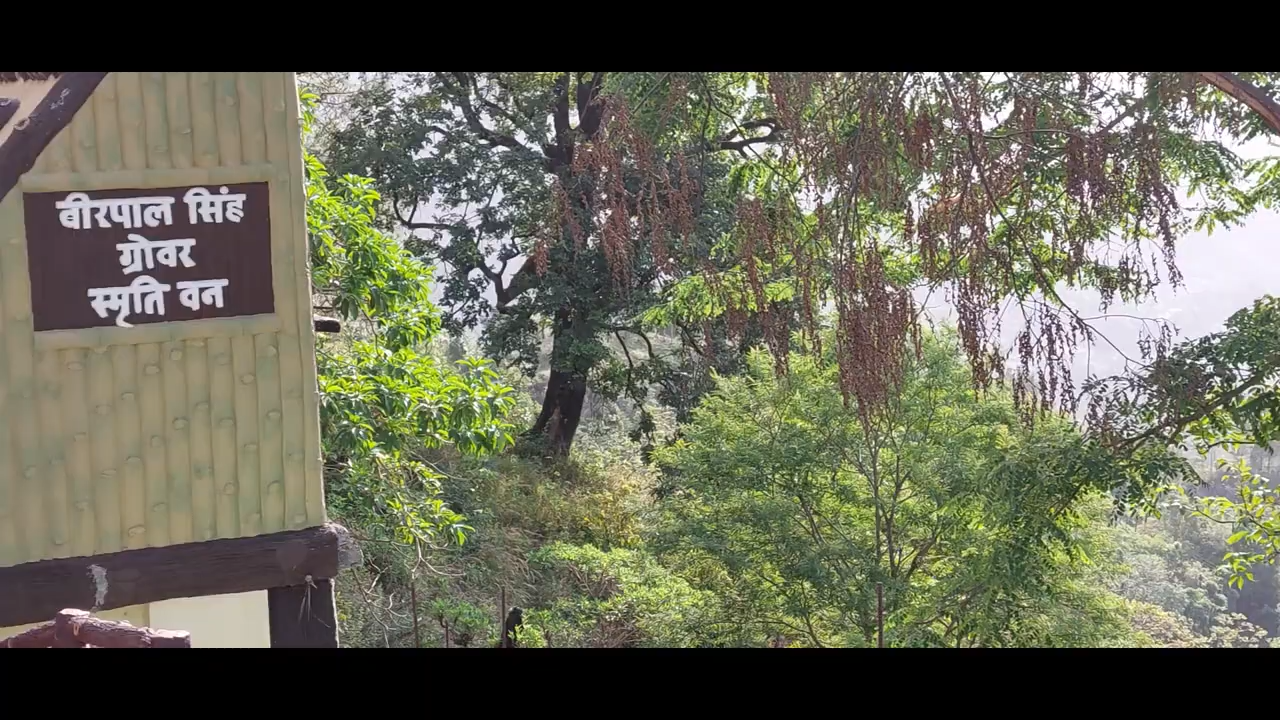 बीरपाल सिंह
ग्रोवर
स्मृति वन